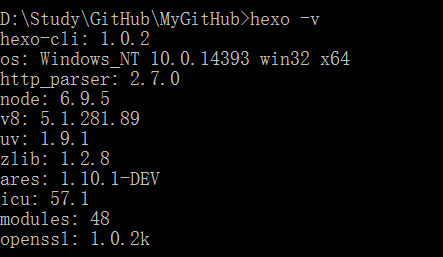 D:\Study\GitHub\MyGitHub>hexo -v
hexo-cli: 1.0.2
os: Windows_NT 10.0.14393 win32 x64
http_parser: 2.7.0
node: 6.9.5
v8: 5.1.281.89
uv: 1.9.1
zlib: 1.2.8
ares: 1.10.1-DEV
icu: 57.1
modules: 48
openssl: 1.0.2k